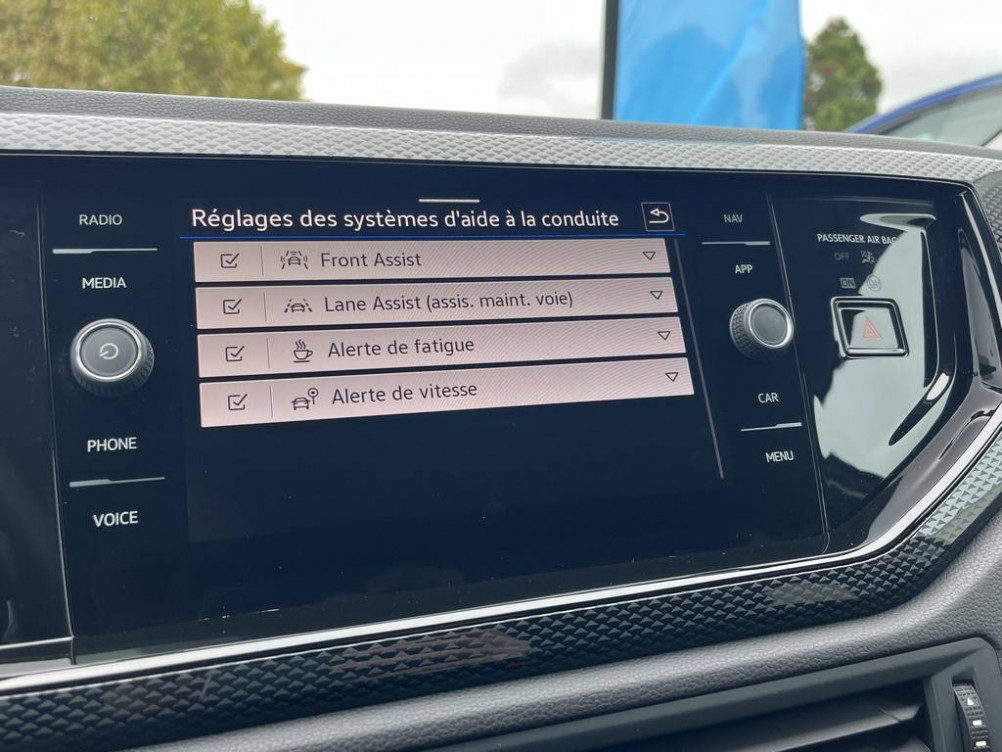 RADIO
MEDIA
PHONE
VOICE
Réglages des systèmes d'aide à la conduite
Front Assist
Lane Assist (assis. maint. voie)
Alerte de fatigue
Alerte de vitesse
NAV
APP
CAR
MENU
PASSENGER AIR BAG
OFF
ON